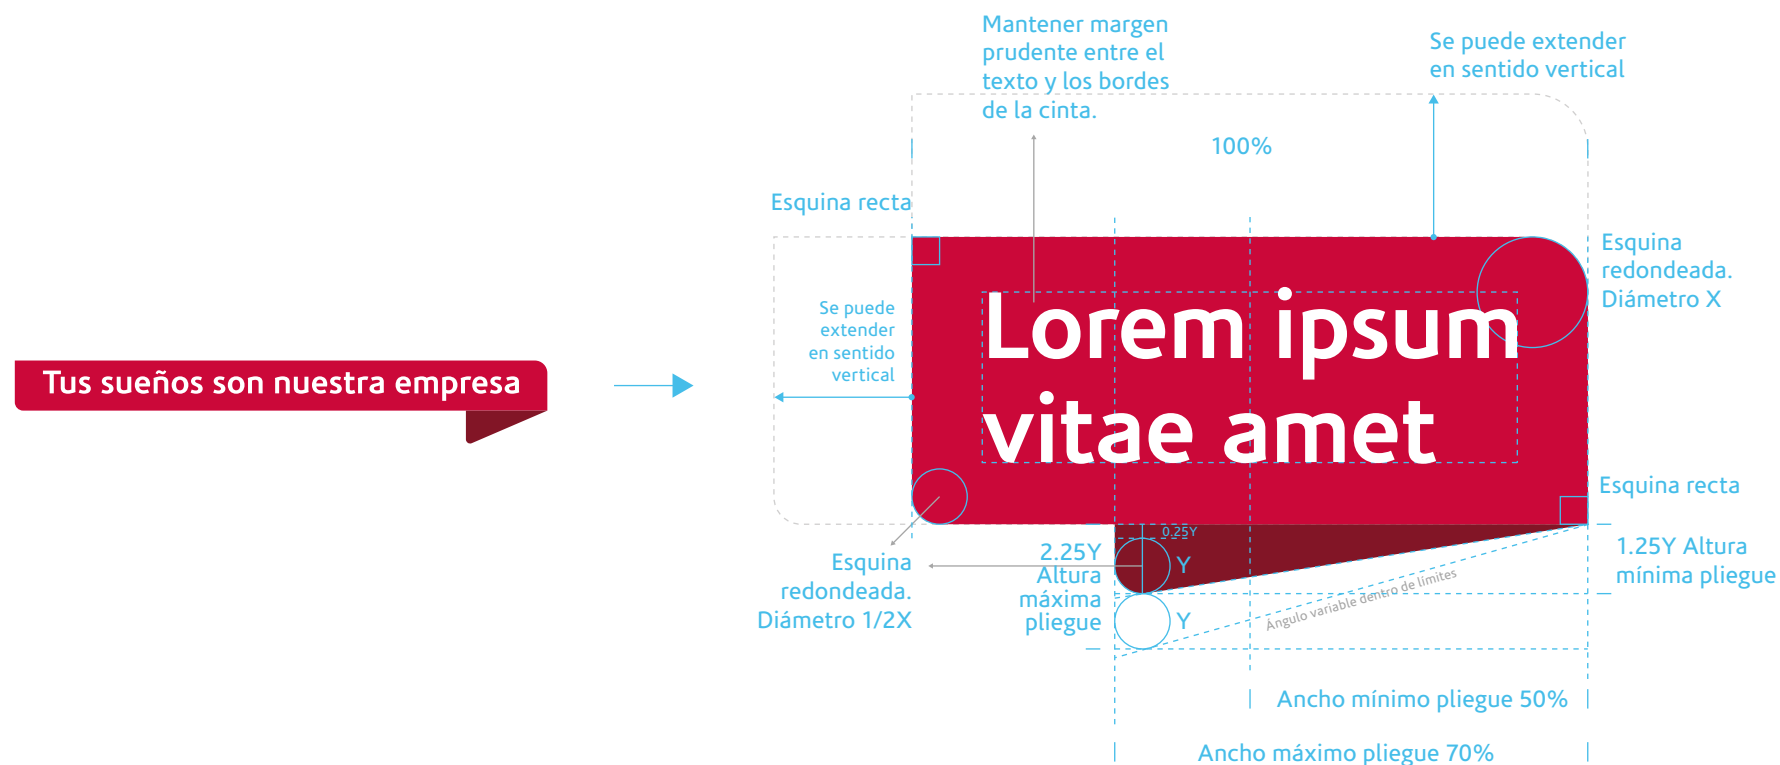 Mantener margen
prudente entre el
texto y los bordes
de la cinta.
Se puede extender
en sentido vertical
100%
Esquina recta
Esquina
redondeada.
Diámetro X
Se puede
extender
en sentido
vertical
Lorem ipsum
vitae amet
Tus sueños son nuestra empresa
Esquina recta
0.25Y
2.25Y
Altura
máxima
pliegue
Y
Y
Esquina
redondeada.
Diámetro 1/2X
1.25Y Altura
mínima pliegue
Ángulo variable dentro de límites
Ancho mínimo pliegue 50%
Ancho máximo pliegue 70%